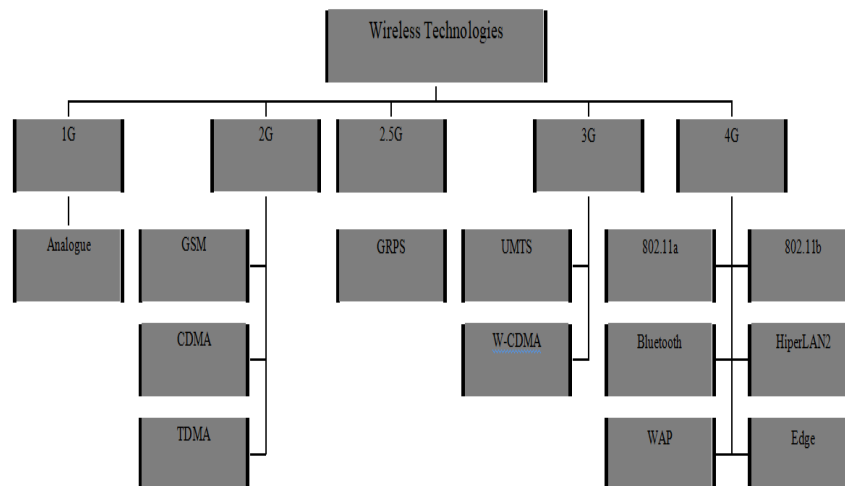 Wireless Technologies
1G
2G
2.5G
3G
4G
Analogue
GSM
GRPS
UMTS
802.11a
802.11b
CDMA
W-CDMA
Bluetooth
HiperLAN2
TDMA
WAP
Edge